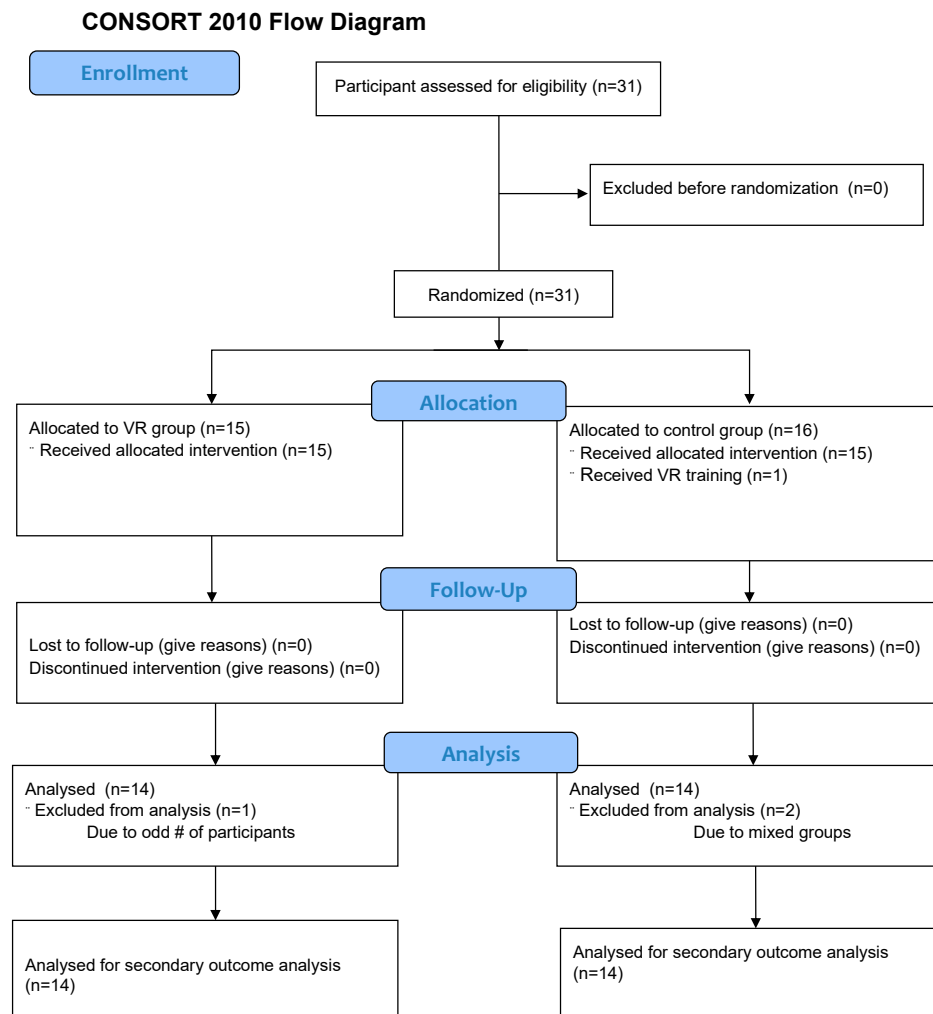 CONSORT 2010 Flow Diagram
Enrollment
Participant assessed for eligibility (n=31)
Excluded before randomization (n=0)
Randomized (n=31)
Allocation
Allocated to VR group (n=15)
¨ Received allocated intervention (n=15)
Allocated to control group (n=16)
¨ Received allocated intervention (n=15)
¨ Received VR training (n=1)
Follow-Up
Lost to follow-up (give reasons) (n=0)
Discontinued intervention (give reasons) (n=0)
Lost to follow-up (give reasons) (n=0)
Discontinued intervention (give reasons) (n=0)
Analysis
Analysed (n=14)
¨ Excluded from analysis (n=1)
Due to odd # of participants
Analysed (n=14)
¨ Excluded from analysis (n=2)
Due to mixed groups
Analysed for secondary outcome analysis
(n=14)
Analysed for secondary outcome analysis
(n=14)